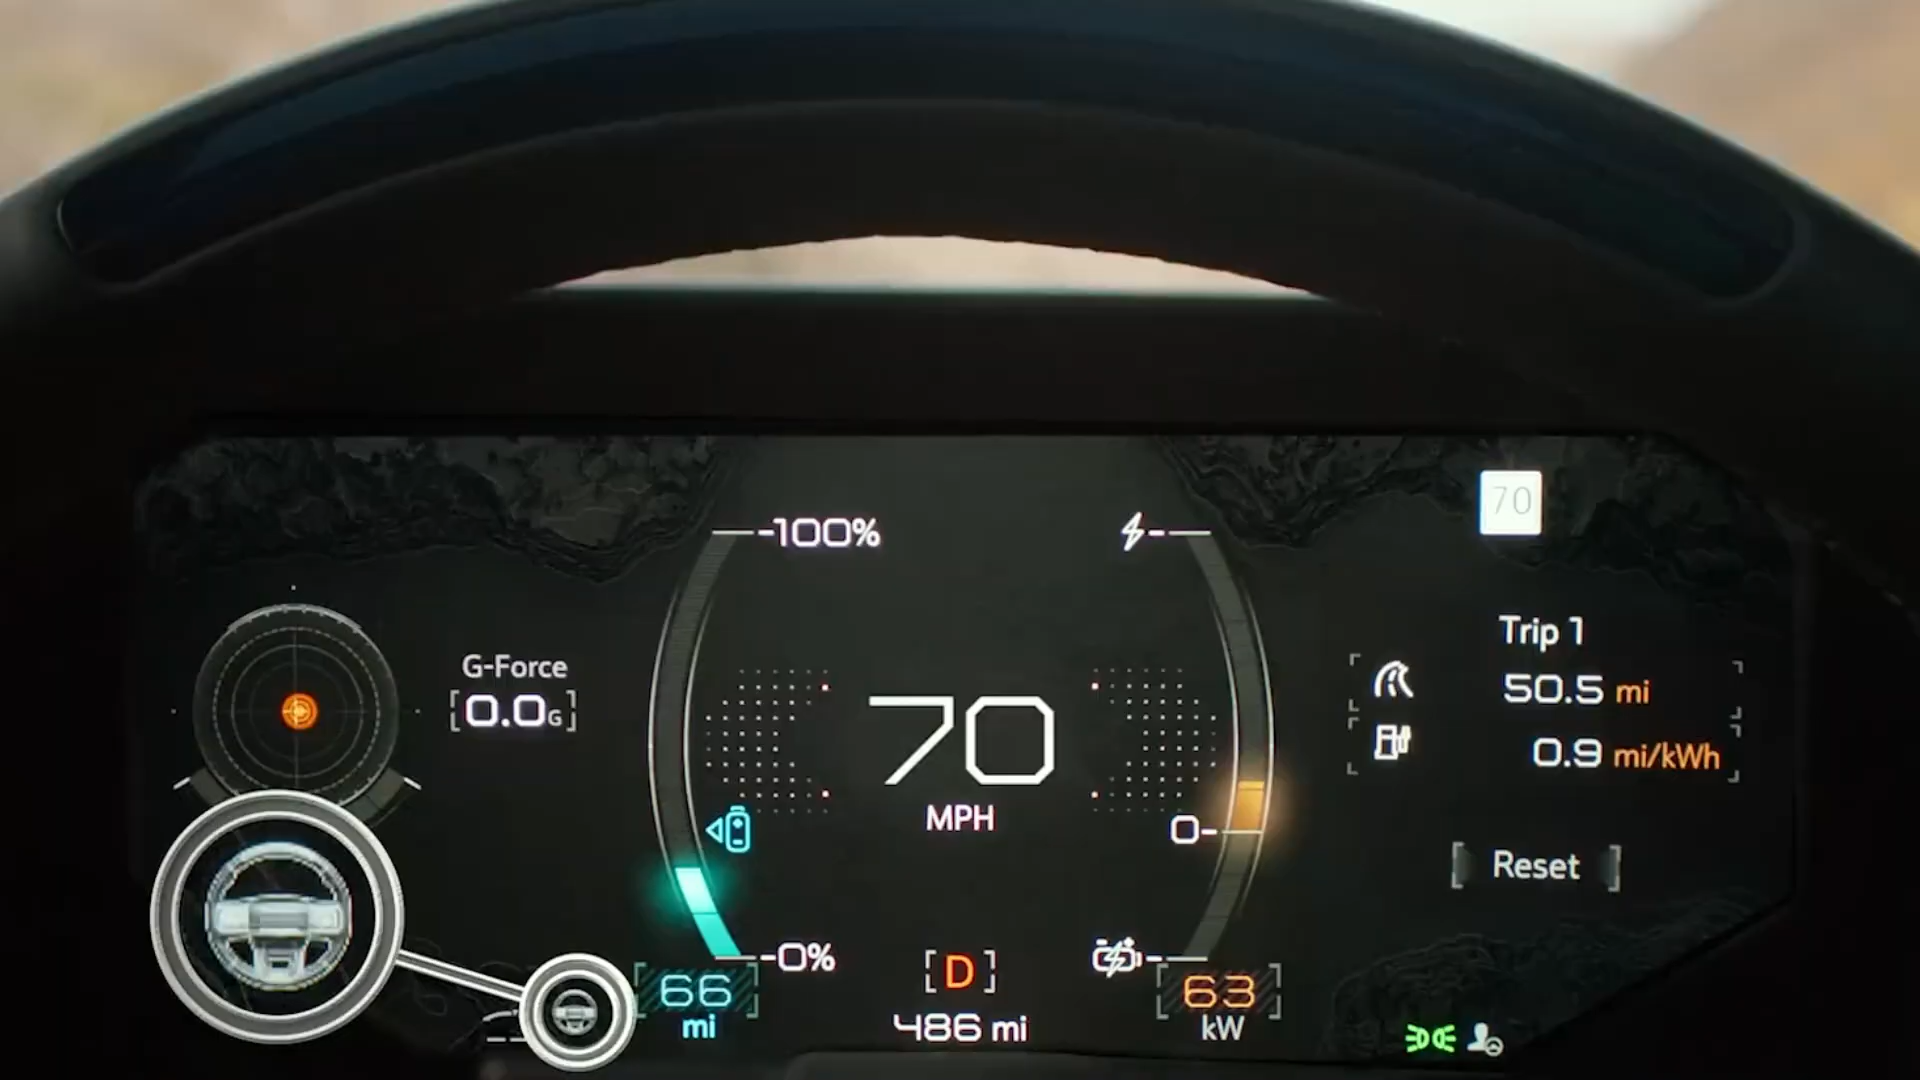 70
-100%
Trip 1
50.5 mi
0.9 mi/kWh
G-Force
[0.0G]
70
MPH
0-
Reset
-0%
[D]
66
mi
486 mi
63
kW